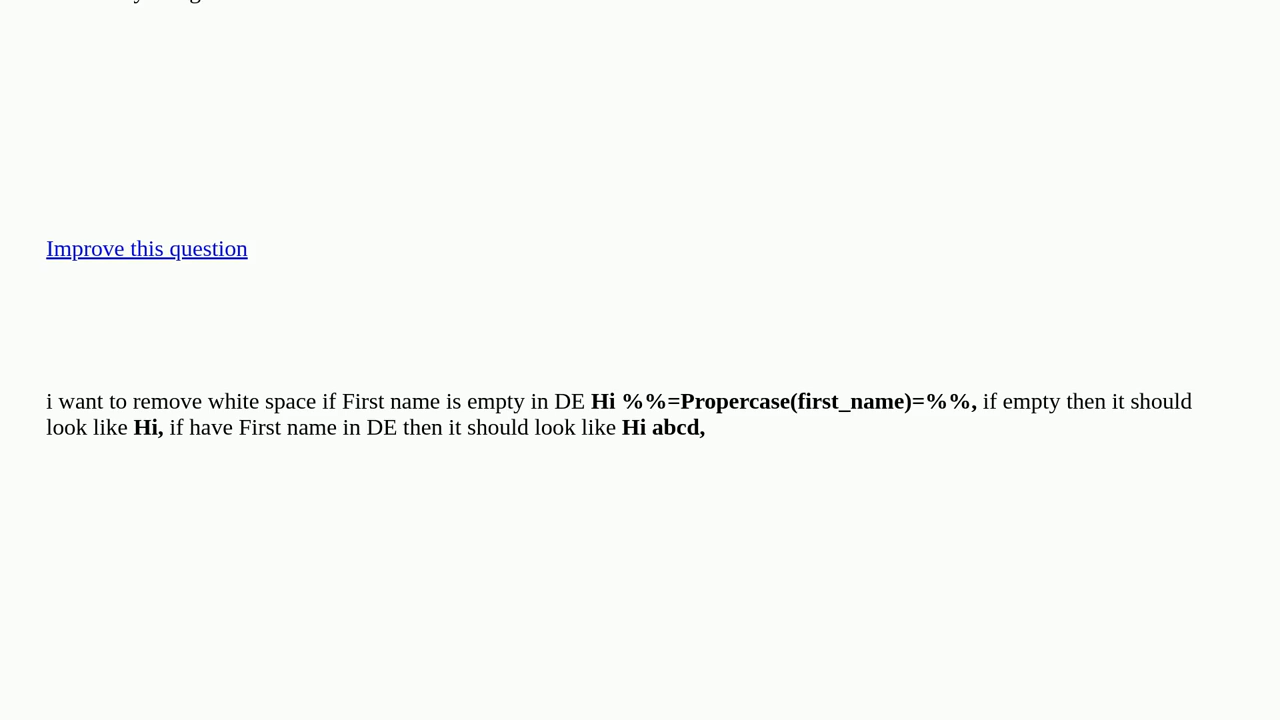 Improve this question
i want to remove white space if First name is empty in DE Hi %%=Propercase(first_name)=%%, if empty then it should
look like Hi, if have First name in DE then it should look like Hi abcd,